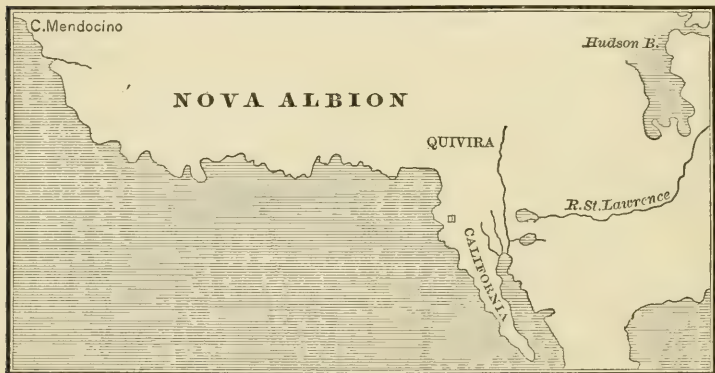 C. Mendocino
Hudson B.
NOVA ALBION
QUIVIRA
R. St. Lawrence
CALIFORNIA